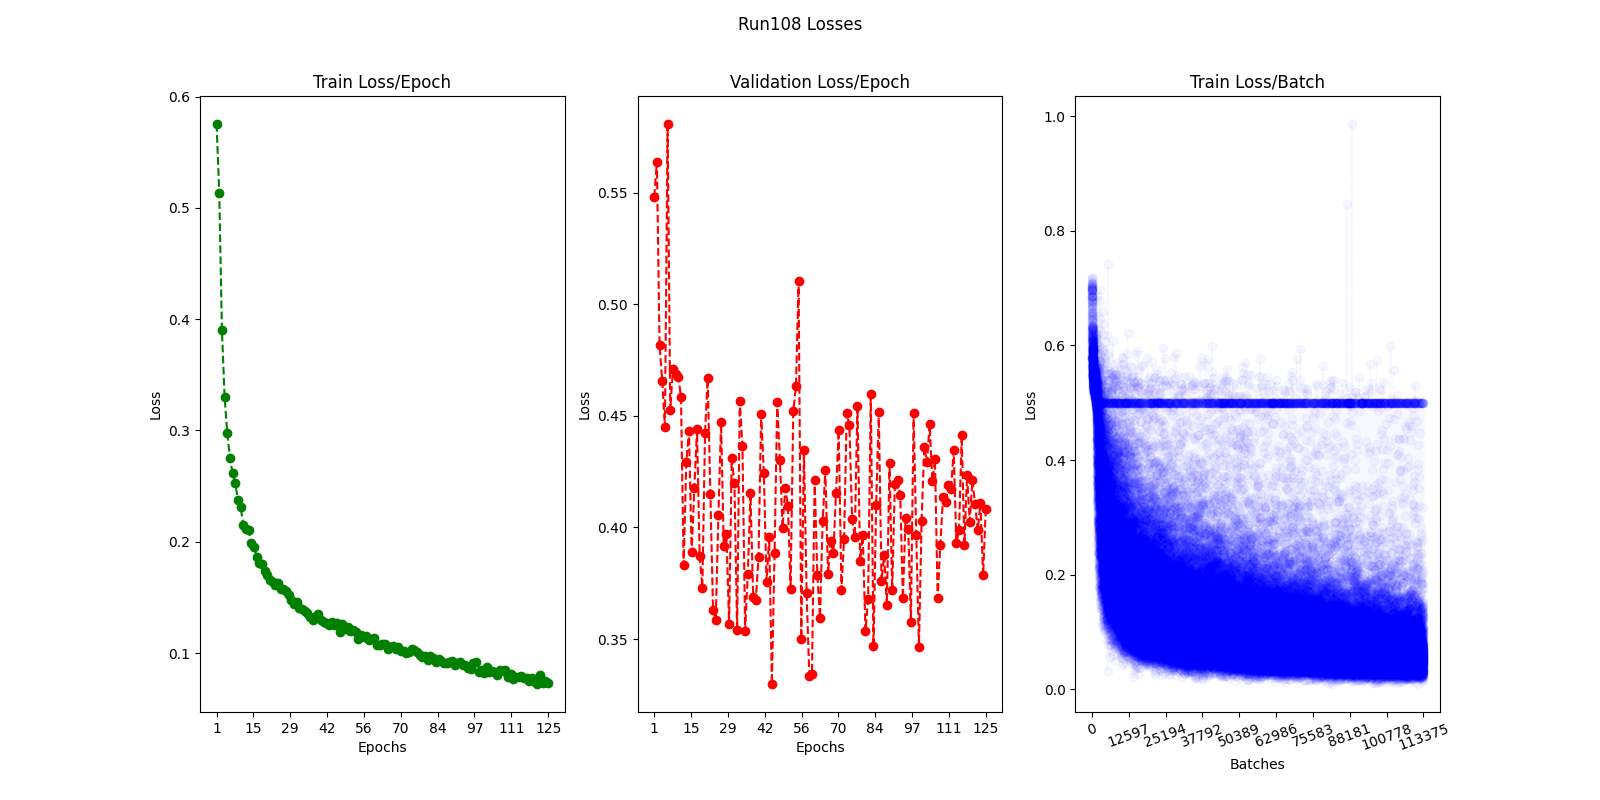 Run108 Losses
Train Loss/Epoch
Validation Loss/Epoch
Train Loss/Batch
Loss
0.6
0.5
0.4
0.3
0.2
0.1
1 15 29 42 56 70 84 97 111 125
Epochs
Loss
0.55
0.50
0.45
0.40
0.35
1 15 29 42 56 70 84 97 111 125
Epochs
Loss
1.0
0.8
0.6
0.4
0.2
0.0
0 12597 25194 37792 50389 62986 75583 88181 100778 113375
Batches